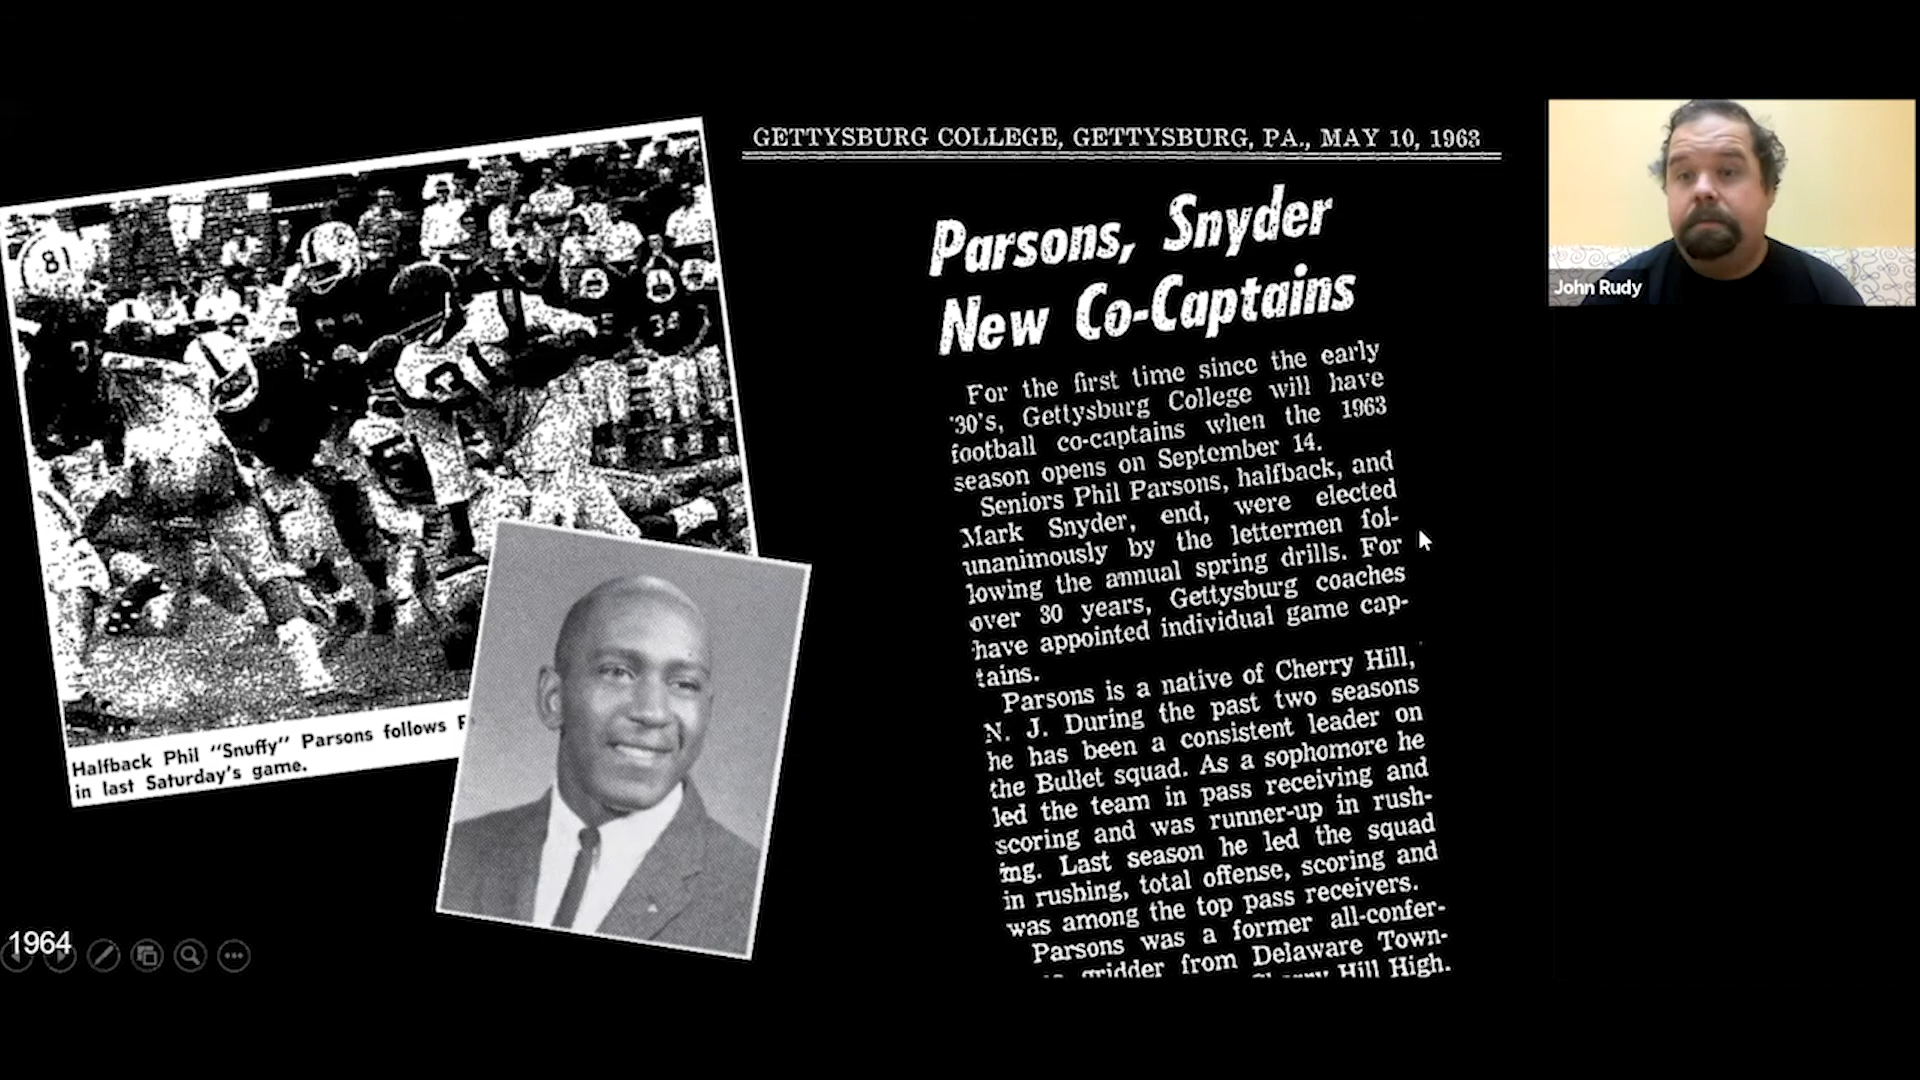 GETTYSBURG COLLEGE, GETTYSBURG, PA., MAY 10, 1963
Parsons, Snyder
New Co-Captains
For the first time since the early
'30's, Gettysburg College will have
football co-captains when the 1963
season opens on September 14.
Seniors Phil Parsons, halfback, and
Mark Snyder, end, were elected
unanimously by the lettermen fol-
lowing the annual spring drills. For
over 30 years, Gettysburg coaches
have appointed individual game cap-
tains.
Parsons is a native of Cherry Hill,
N. J. During the past two seasons
he has been a consistent leader on
the Bullet squad. As a sophomore he
led the team in pass receiving and
scoring and was runner-up in rush-
ing. Last season he led the squad
in rushing, total offense, scoring and
was among the top pass receivers.
Parsons was a former all-confer-
gridder from Delaware Town-
Hill High.
81
34
3
Halfback Phil "Snuffy" Parsons follows
in last Saturday's game.
1964
John Rudy